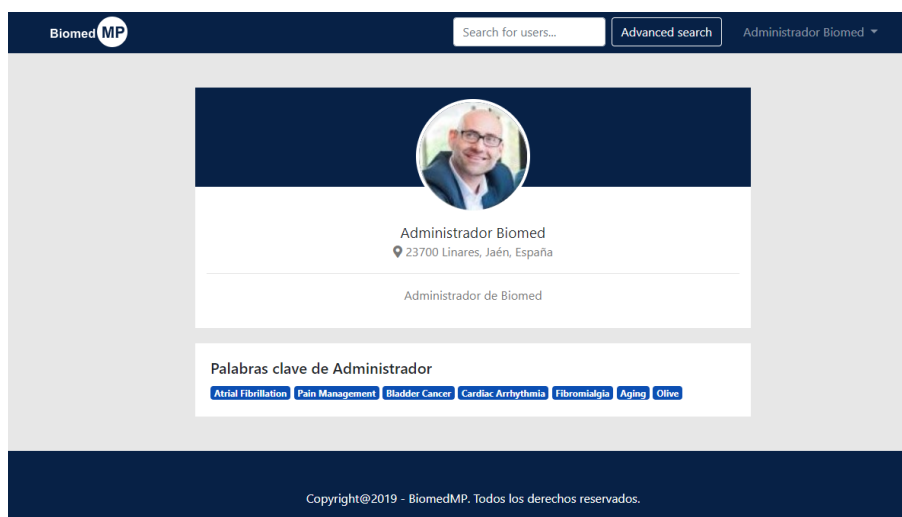 Biomed MP
Search for users...
Advanced search
Administrador Biomed
Administrador Biomed
23700 Linares, Jaén, España
Administrador de Biomed
Palabras clave de Administrador
Atrial Fibrillation Pain Management Bladder Cancer Cardiac Arrhythmia Fibromialgia Aging Olive
Copyright@2019 - BiomedMP. Todos los derechos reservados.